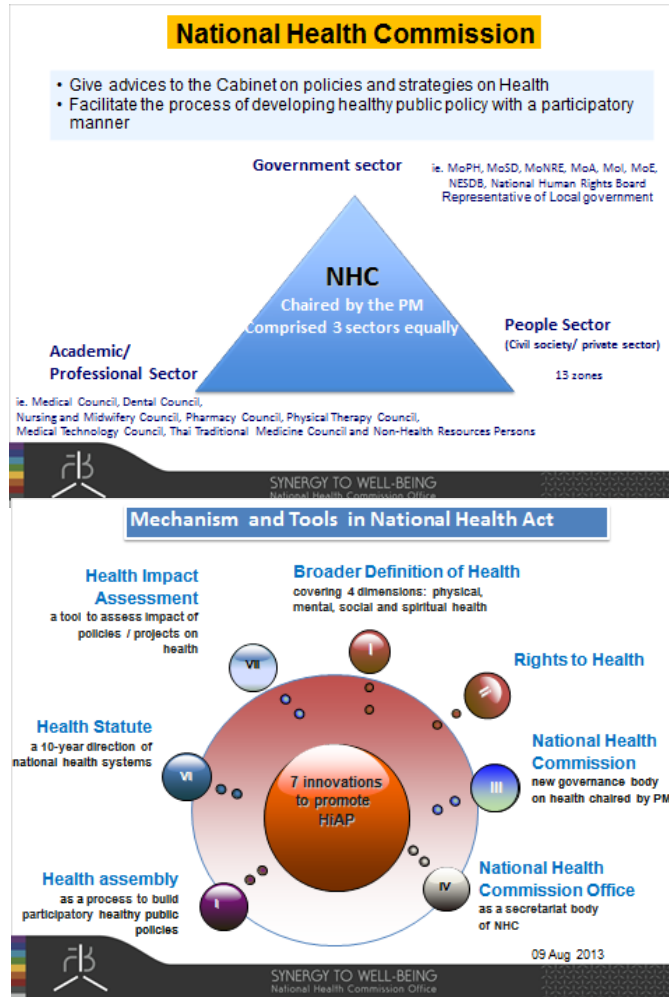 National Health Commission
• Give advices to the Cabinet on policies and strategies on Health
• Facilitate the process of developing healthy public policy with a participatory
manner
Government sector
ie. MoPH, MoSD, MoNRE, MoA, MoI, MoE,
NESDB, National Human Rights Board
Representative of Local government
NHC
Chaired by the PM
Comprised 3 sectors equally
People Sector
(Civil society/ private sector)
13 zones
Academic/
Professional Sector
ie. Medical Council, Dental Council,
Nursing and Midwifery Council, Pharmacy Council, Physical Therapy Council,
Medical Technology Council, Thai Traditional Medicine Council and Non-Health Resources Persons
SYNERGY TO WELL-BEING
National Health Commission Office
Mechanism and Tools in National Health Act
Health Impact
Assessment
a tool to assess impact of
policies / projects on
health
VII
Broader Definition of Health
covering 4 dimensions: physical,
mental, social and spiritual health
I
II
Rights to Health
Health Statute
a 10-year direction of
national health systems
VI
7 innovations
to promote
HiAP
III
National Health
Commission
new governance body
on health chaired by PM
Health assembly
as a process to build
participatory healthy public
policies
IV
National Health
Commission Office
as a secretariat body
of NHC
09 Aug 2013
SYNERGY TO WELL-BEING
National Health Commission Office